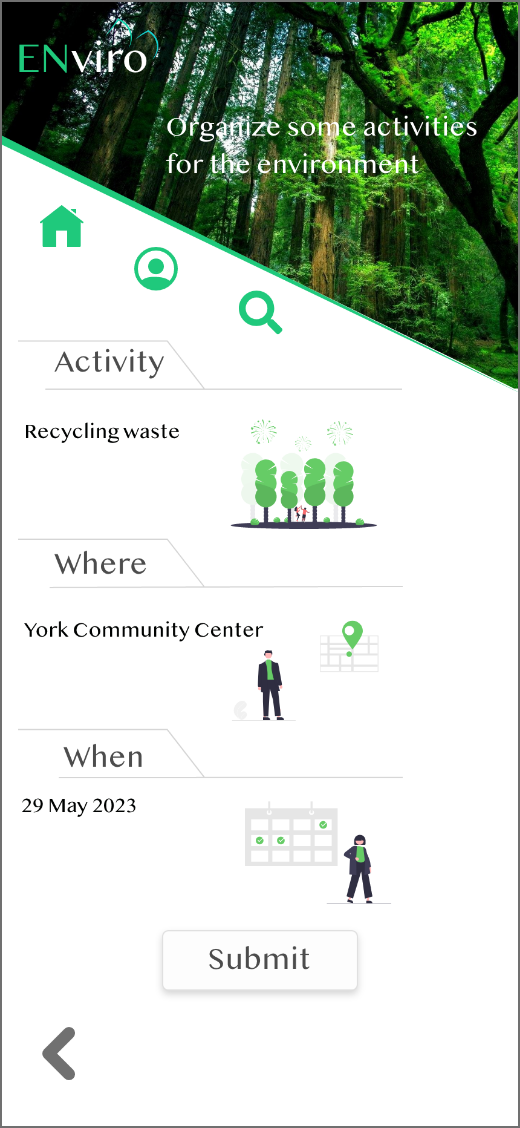 ENviro
Organize some activities
for the environment
Activity
Recycling waste
Where
York Community Center
When
29 May 2023
Submit